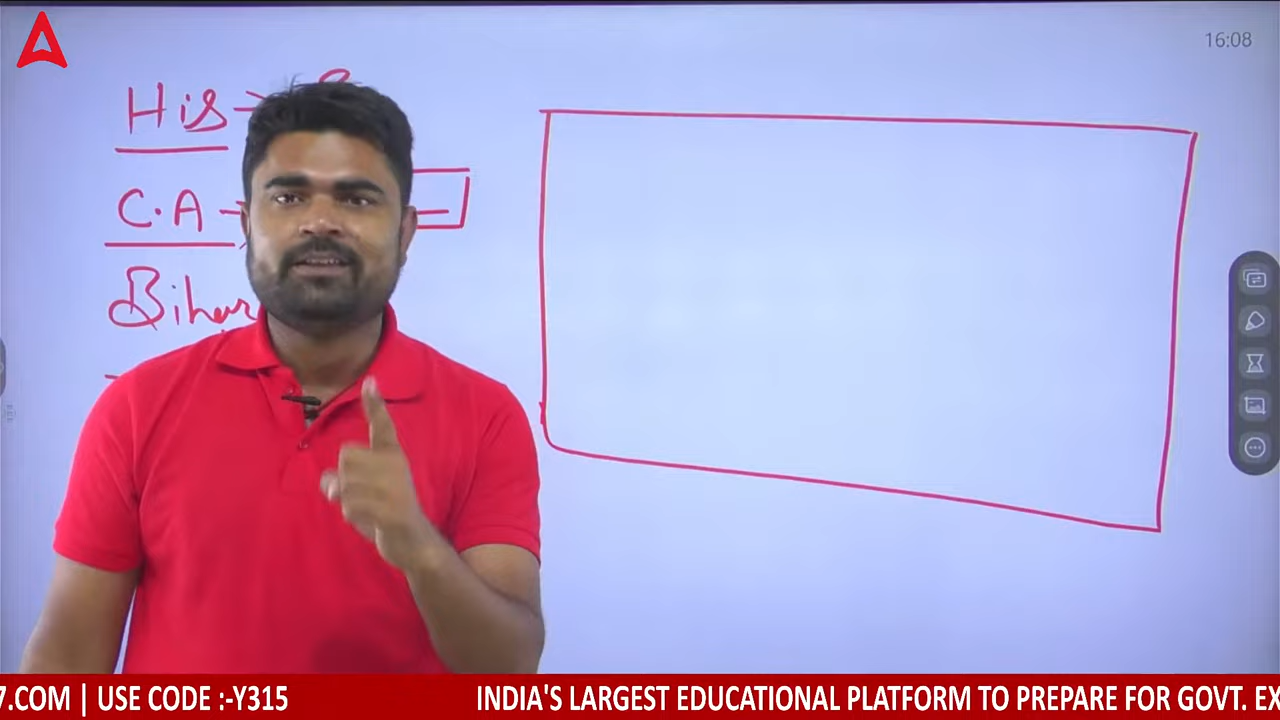 16:08
His →
C.A →
Bihar
7.COM | USE CODE :-Y315 INDIA'S LARGEST EDUCATIONAL PLATFORM TO PREPARE FOR GOVT. EX